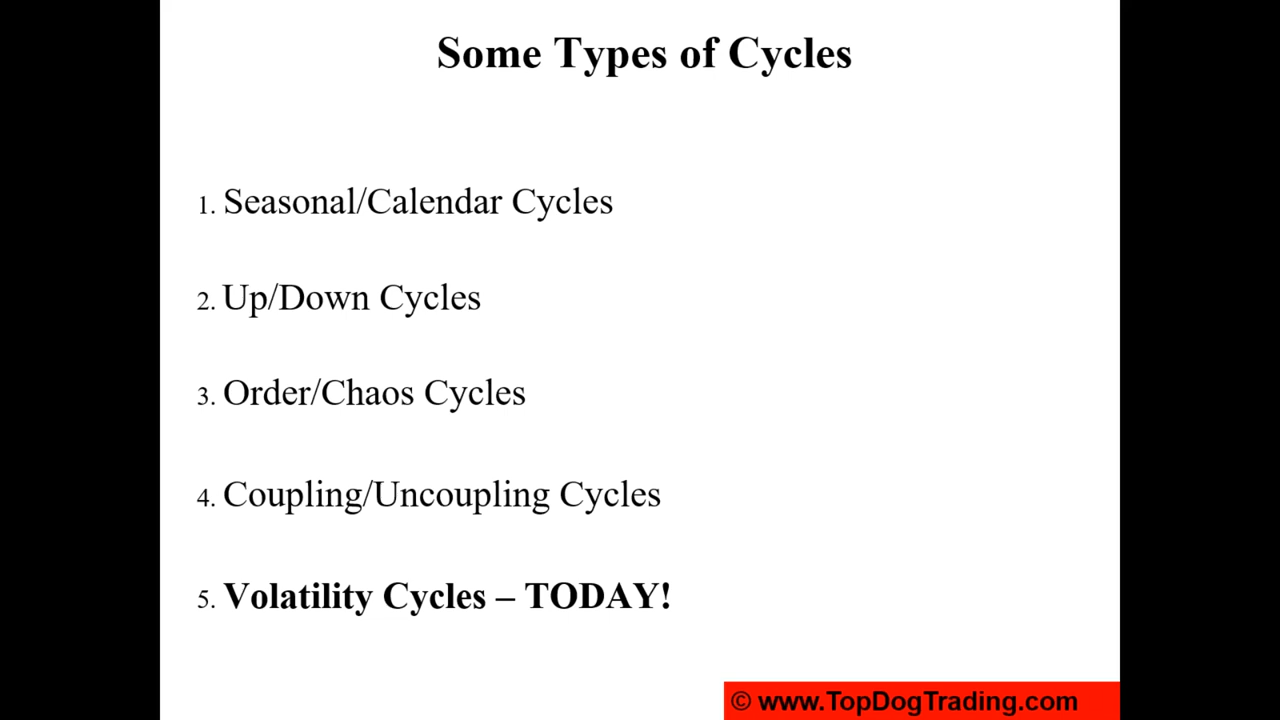 Some Types of Cycles
1. Seasonal/Calendar Cycles
2. Up/Down Cycles
3. Order/Chaos Cycles
4. Coupling/Uncoupling Cycles
5. Volatility Cycles – TODAY!
© www.TopDogTrading.com